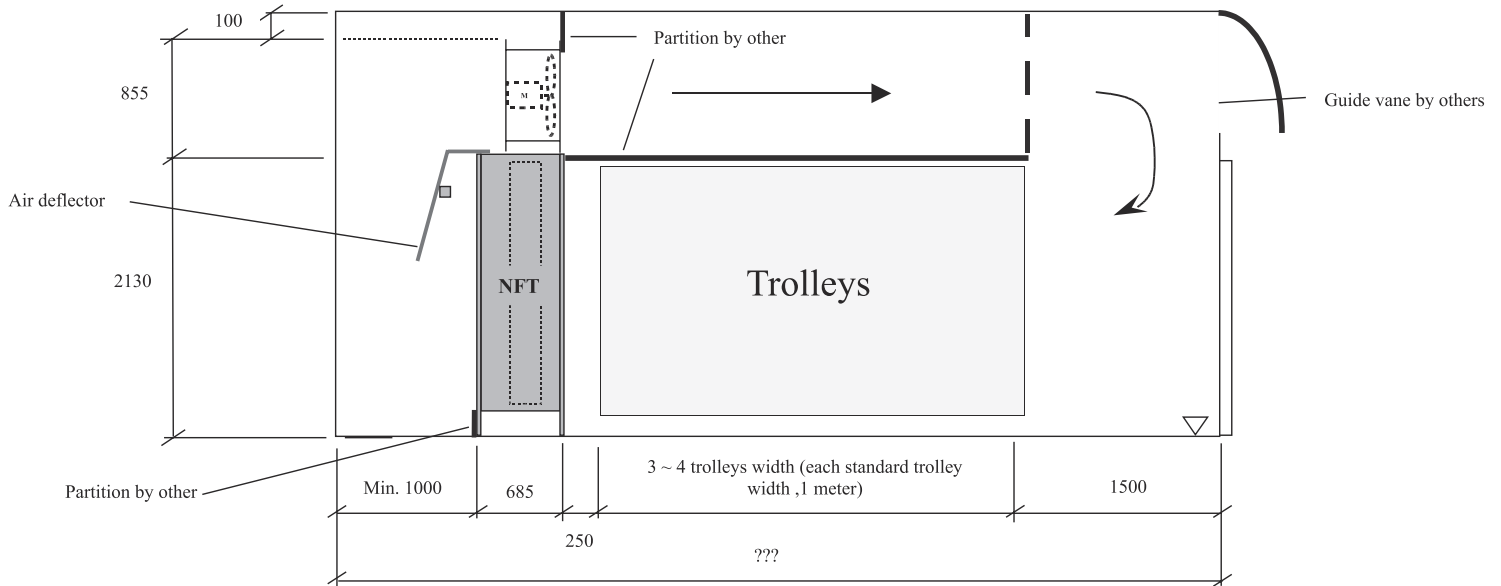 100
Partition by other
855
M
Guide vane by others
Air deflector
2130
NFT
Trolleys
Partition by other
Min. 1000
685
3 ~ 4 trolleys width (each standard trolley
width ,1 meter)
1500
250
???